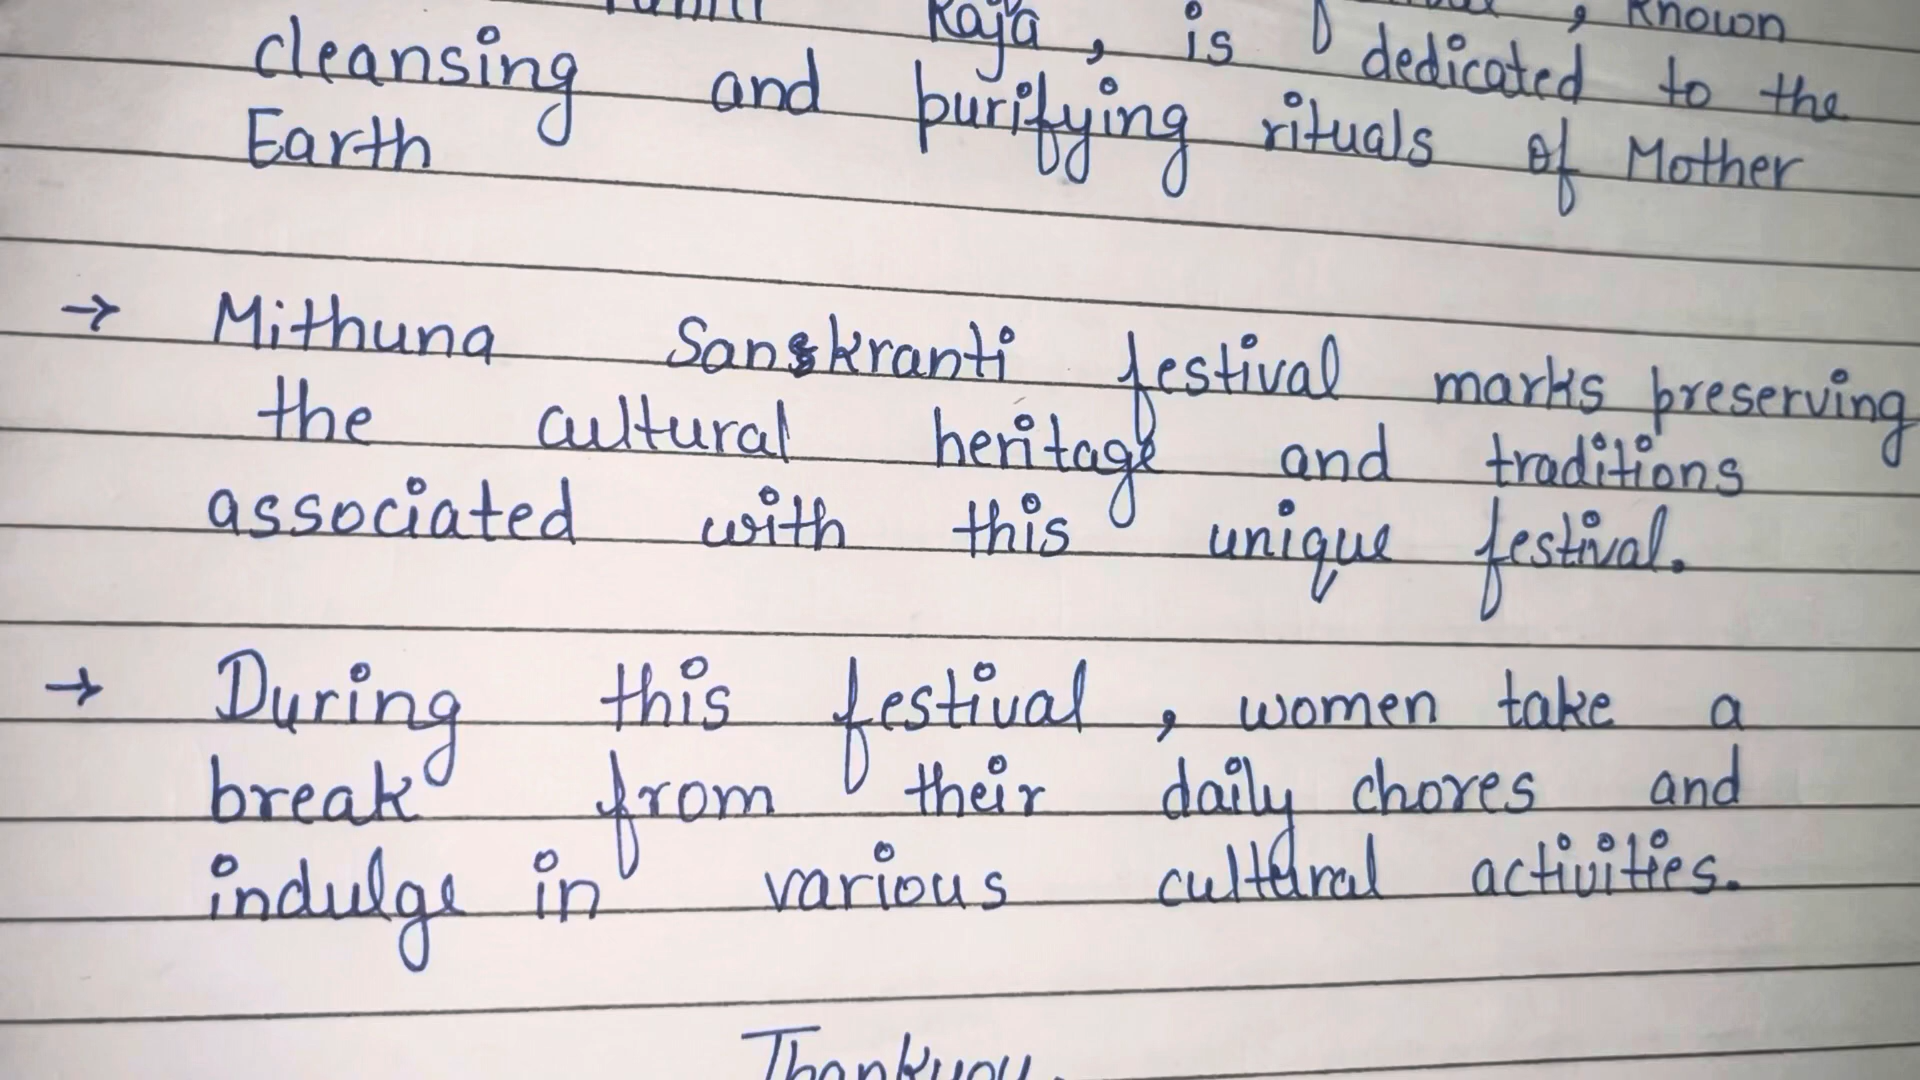 Raja, is dedicated to the
cleansing and purifying rituals of Mother
Earth
→ Mithuna Sanskranti festival marks preserving
the cultural heritage and traditions
associated with this unique festival.
→ During this festival, women take a
break from their daily chores and
indulge in various cultural activities.
Thankyou.